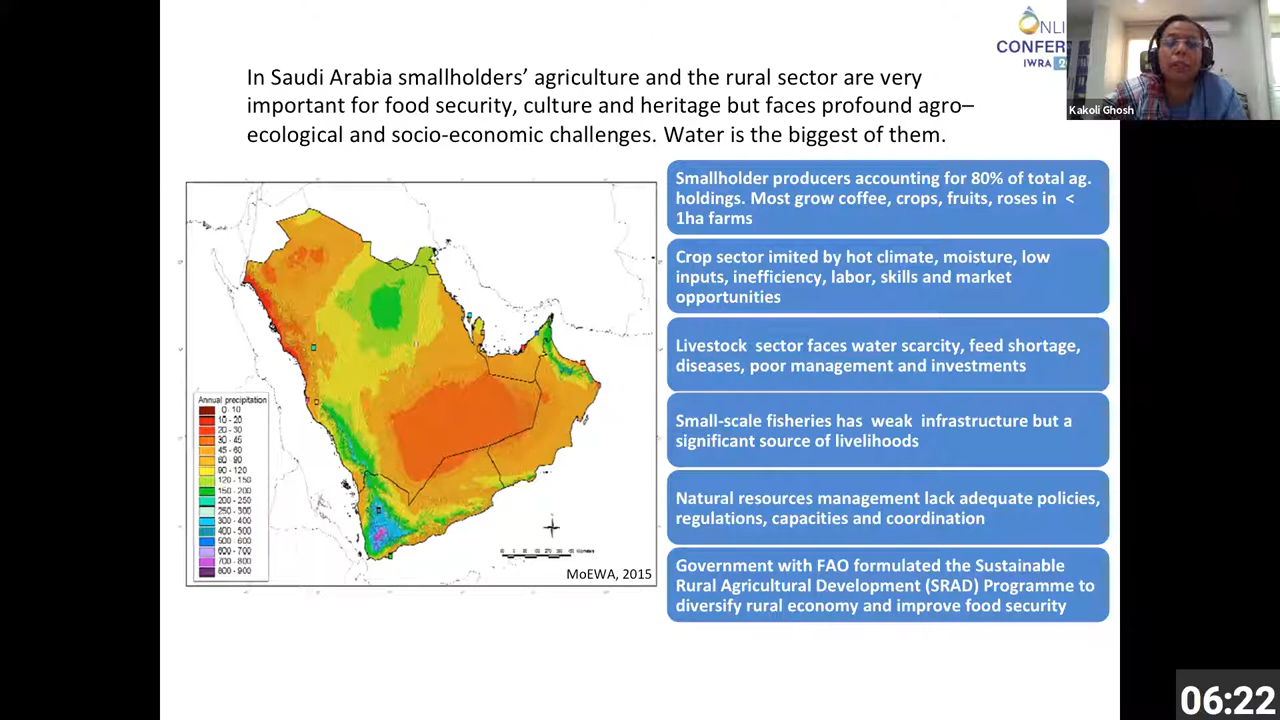 ONLI
CONFER
IWRA 2
Kakoli Ghosh
In Saudi Arabia smallholders’ agriculture and the rural sector are very
important for food security, culture and heritage but faces profound agro–
ecological and socio-economic challenges. Water is the biggest of them.
Annual precipitation
0 - 10
10 - 20
20 - 30
30 - 45
45 - 60
60 - 90
90 - 120
120 - 150
150 - 200
200 - 250
250 - 300
300 - 400
400 - 500
500 - 600
600 - 700
700 - 800
800 - 900
MoEWA, 2015
Smallholder producers accounting for 80% of total ag.
holdings. Most grow coffee, crops, fruits, roses in <
1ha farms
Crop sector imited by hot climate, moisture, low
inputs, inefficiency, labor, skills and market
opportunities
Livestock sector faces water scarcity, feed shortage,
diseases, poor management and investments
Small-scale fisheries has weak infrastructure but a
significant source of livelihoods
Natural resources management lack adequate policies,
regulations, capacities and coordination
Government with FAO formulated the Sustainable
Rural Agricultural Development (SRAD) Programme to
diversify rural economy and improve food security
06:22